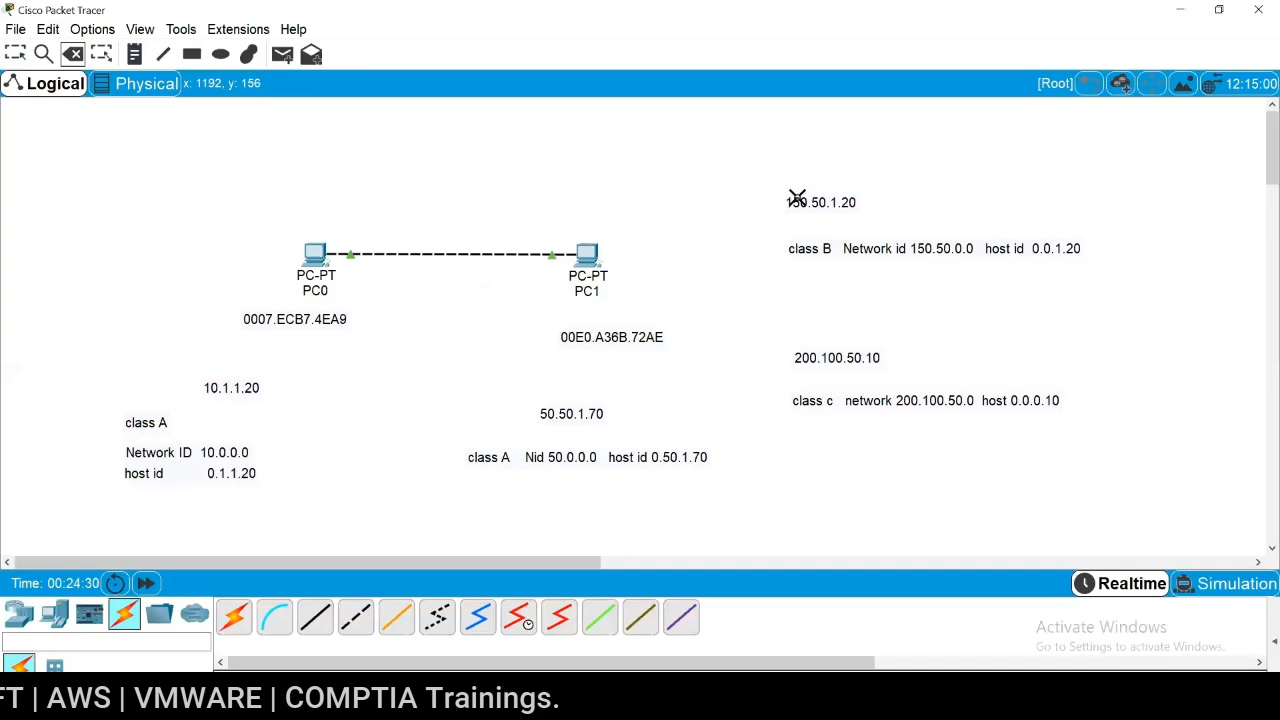 Cisco Packet Tracer
File Edit Options View Tools Extensions Help
Logical Physical x: 1192, y: 156 [Root] 12:15:00
150.50.1.20
class B Network id 150.50.0.0 host id 0.0.1.20
PC-PT
PC0
PC-PT
PC1
0007.ECB7.4EA9
00E0.A36B.72AE
200.100.50.10
class c network 200.100.50.0 host 0.0.0.10
10.1.1.20
class A
Network ID 10.0.0.0
host id 0.1.1.20
50.50.1.70
class A Nid 50.0.0.0 host id 0.50.1.70
Time: 00:24:30 Realtime Simulation
Activate Windows
Go to Settings to activate Windows.
FT | AWS | VMWARE | COMPTIA Trainings.